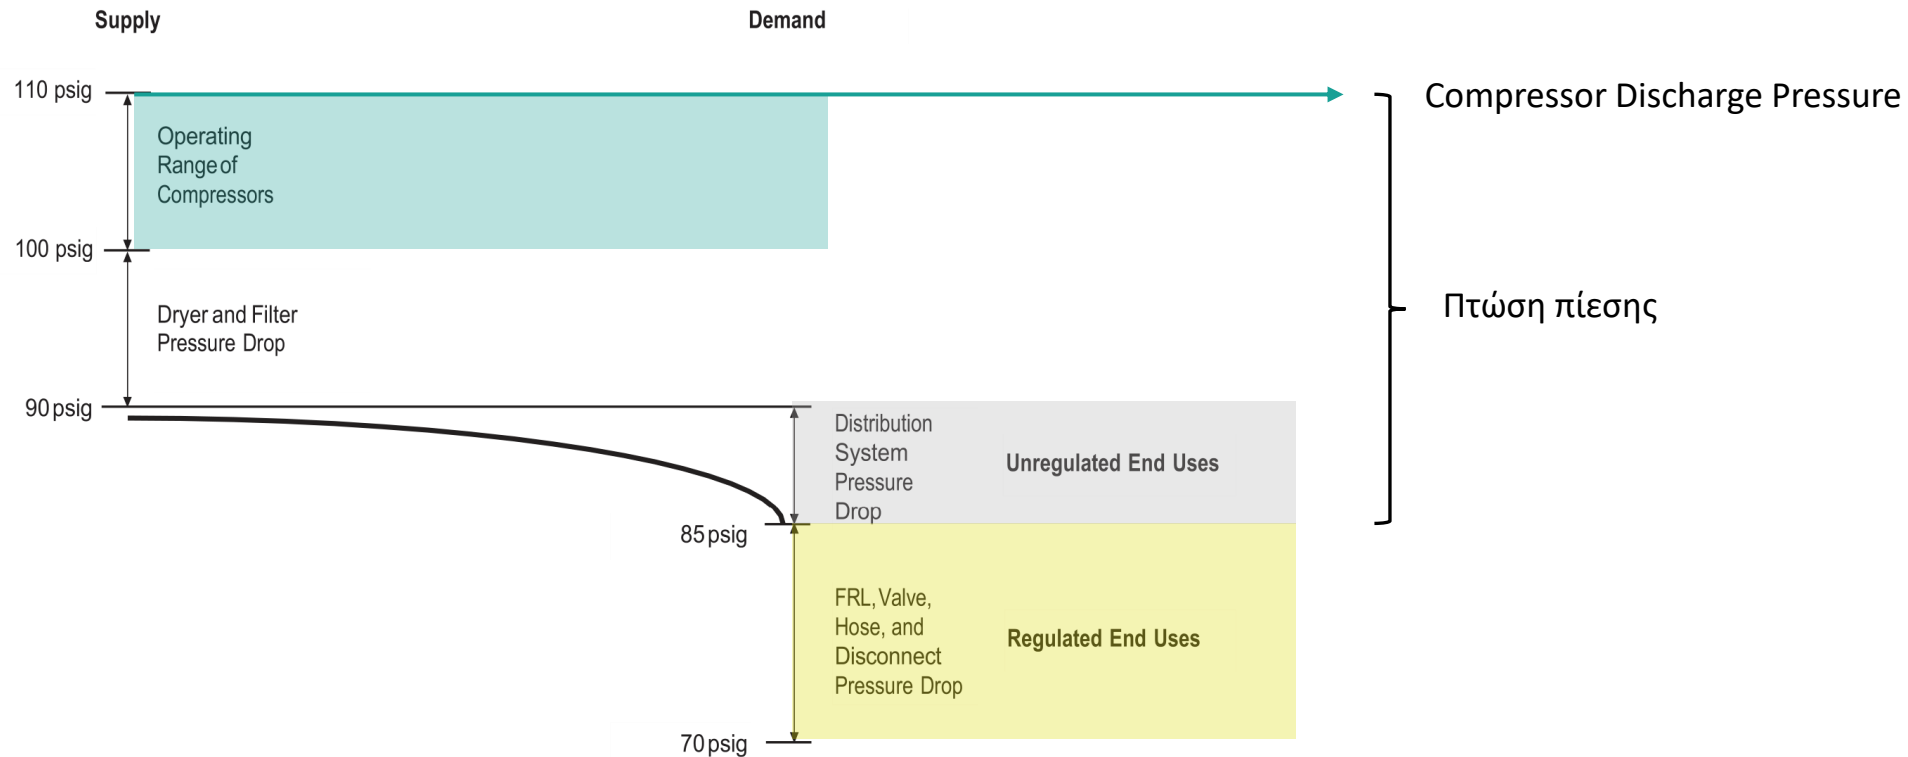 Supply
Demand
110 psig
Compressor Discharge Pressure
Operating
Range of
Compressors
100 psig
Dryer and Filter
Pressure Drop
Πτώση πίεσης
90 psig
Distribution
System
Pressure
Drop
Unregulated End Uses
85 psig
FRL, Valve,
Hose, and
Disconnect
Pressure Drop
Regulated End Uses
70 psig